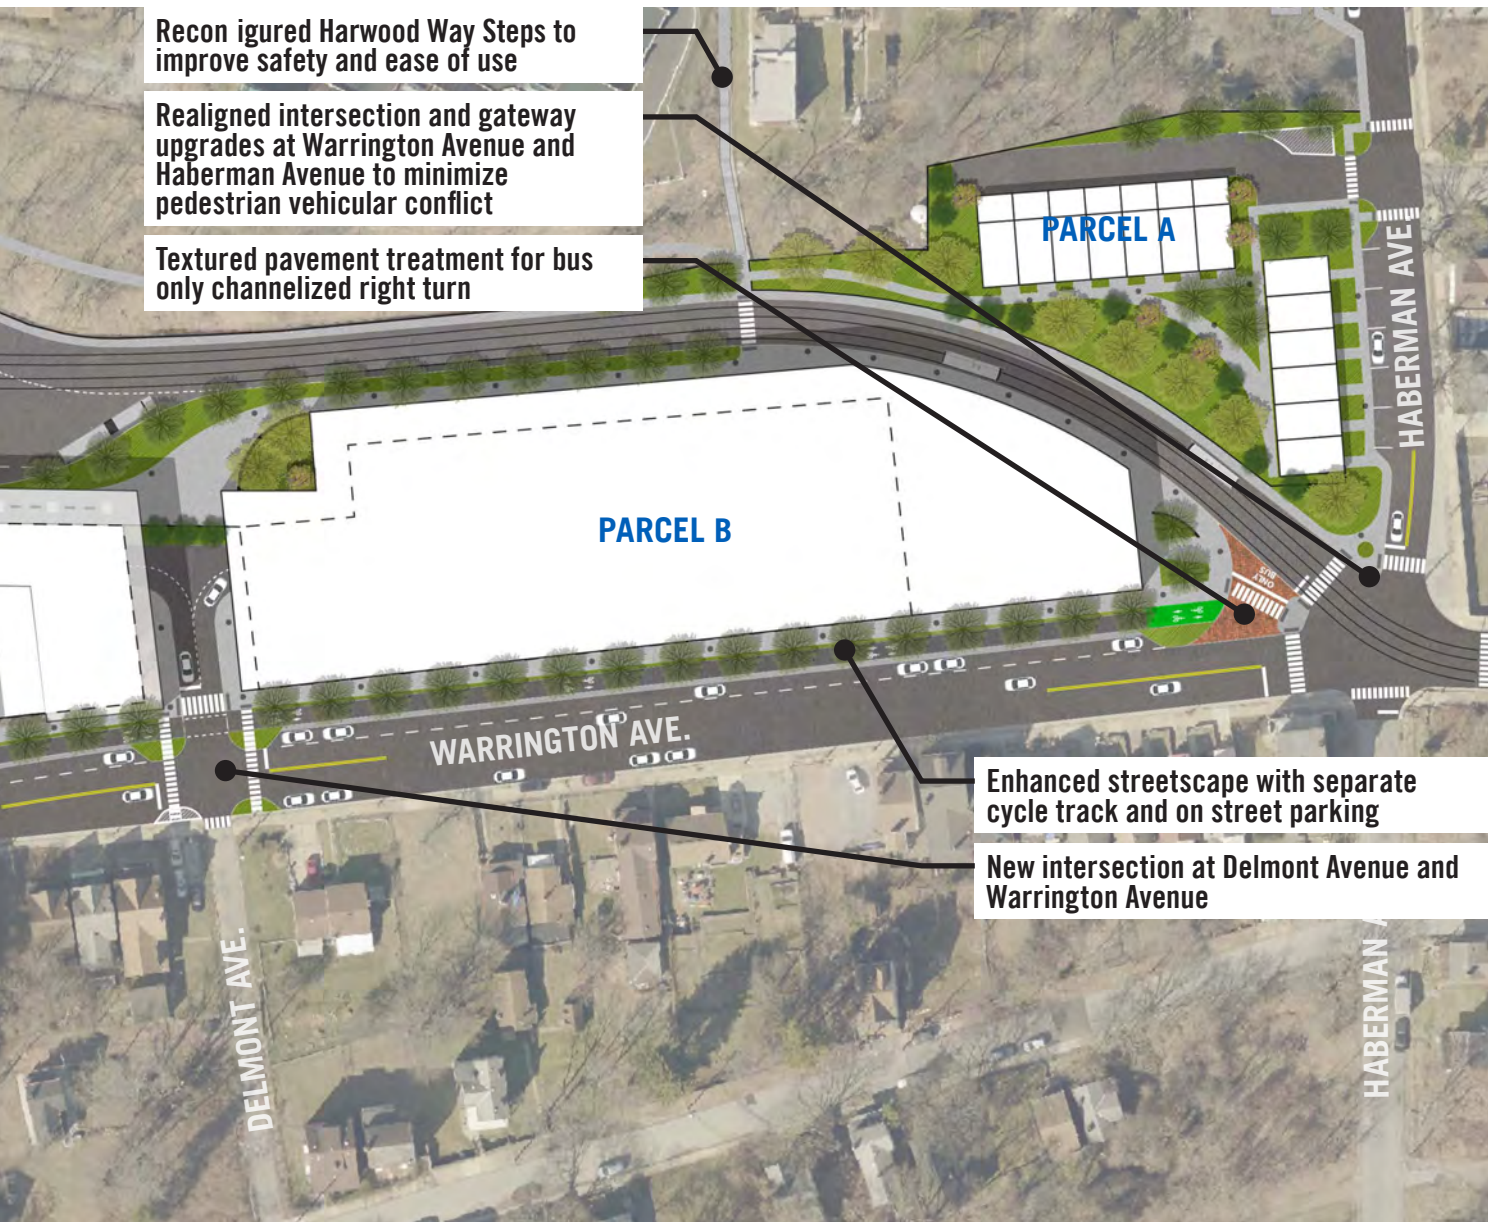 Recon igured Harwood Way Steps to
improve safety and ease of use
Realigned intersection and gateway
upgrades at Warrington Avenue and
Haberman Avenue to minimize
pedestrian vehicular conflict
Textured pavement treatment for bus
only channelized right turn
PARCEL A
HABERMAN AVE.
PARCEL B
ONLY
BUS
WARRINGTON AVE.
Enhanced streetscape with separate
cycle track and on street parking
New intersection at Delmont Avenue and
Warrington Avenue
DELMONT AVE.
HABERMAN A